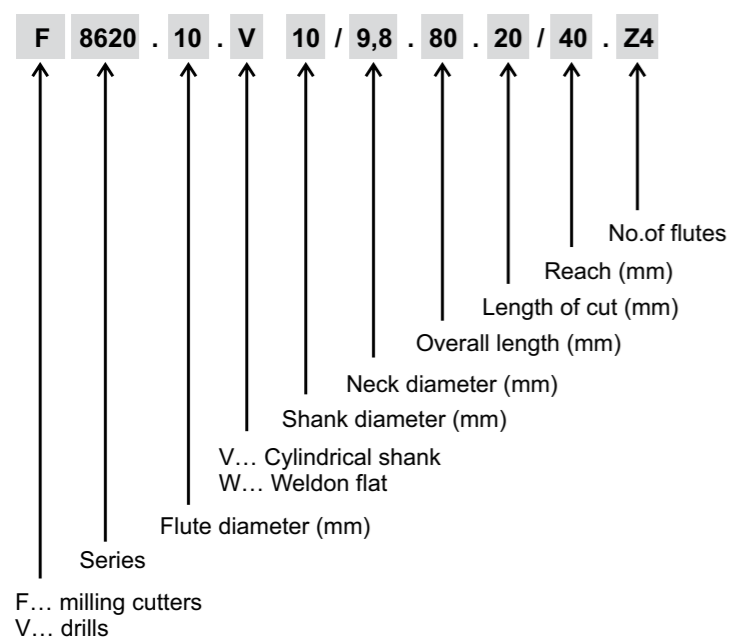 F 8620 . 10 . V 10 / 9,8 . 80 . 20 / 40 . Z4
No.of flutes
Reach (mm)
Length of cut (mm)
Overall length (mm)
Neck diameter (mm)
Shank diameter (mm)
V… Cylindrical shank
W… Weldon flat
Flute diameter (mm)
Series
F… milling cutters
V… drills